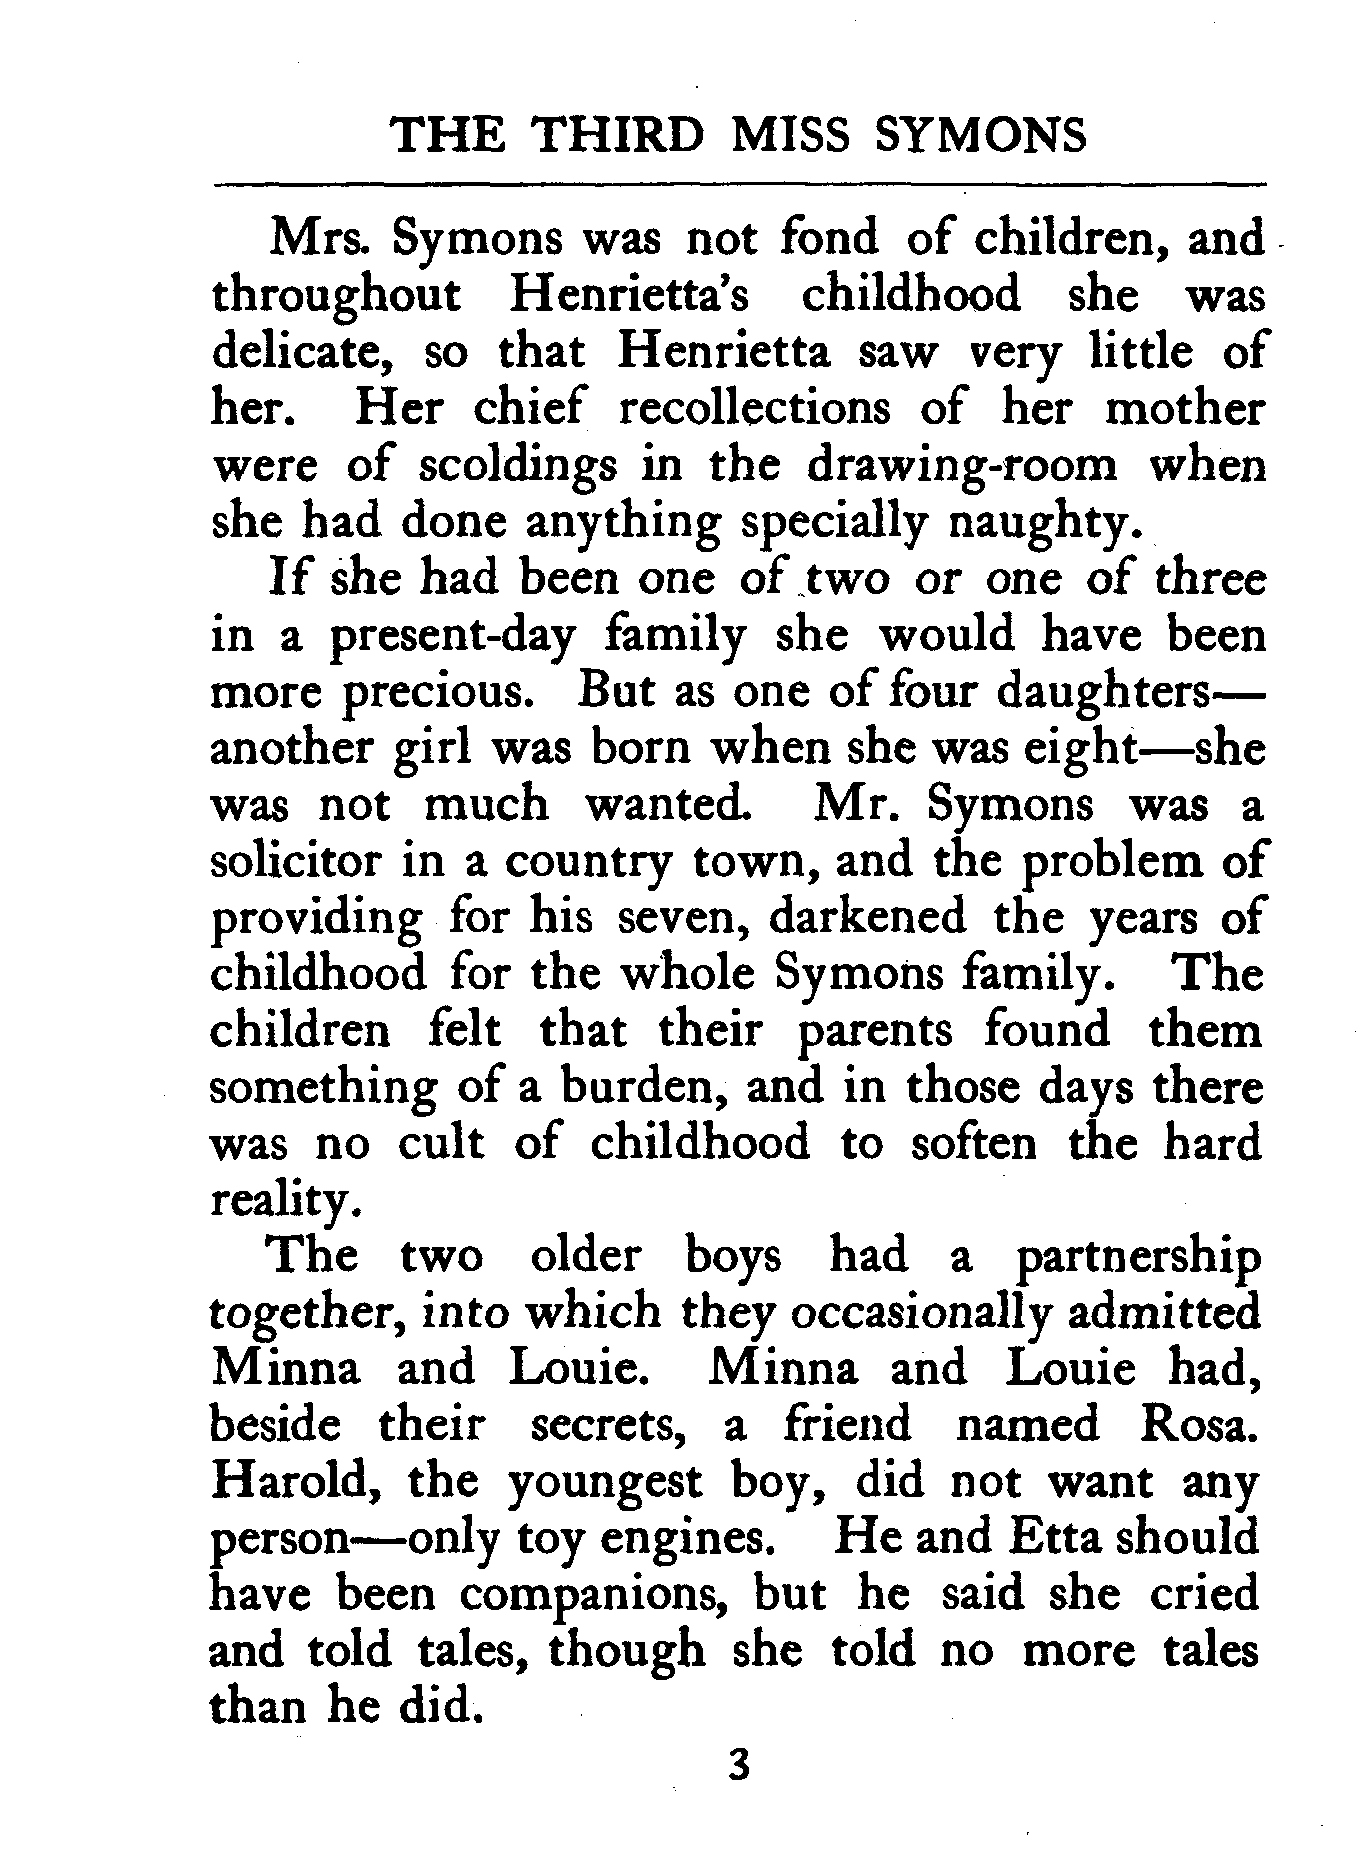 THE THIRD MISS SYMONS
Mrs. Symons was not fond of children, and
throughout Henrietta's childhood she was
delicate, so that Henrietta saw very little of
her. Her chief recollections of her mother
were of scoldings in the drawing-room when
she had done anything specially naughty.
If she had been one of two or one of three
in a present-day family she would have been
more precious. But as one of four daughters—
another girl was born when she was eight—she
was not much wanted. Mr. Symons was a
solicitor in a country town, and the problem of
providing for his seven, darkened the years of
childhood for the whole Symons family. The
children felt that their parents found them
something of a burden, and in those days there
was no cult of childhood to soften the hard
reality.
The two older boys had a partnership
together, into which they occasionally admitted
Minna and Louie. Minna and Louie had,
beside their secrets, a friend named Rosa.
Harold, the youngest boy, did not want any
person—only toy engines. He and Etta should
have been companions, but he said she cried
and told tales, though she told no more tales
than he did.
3